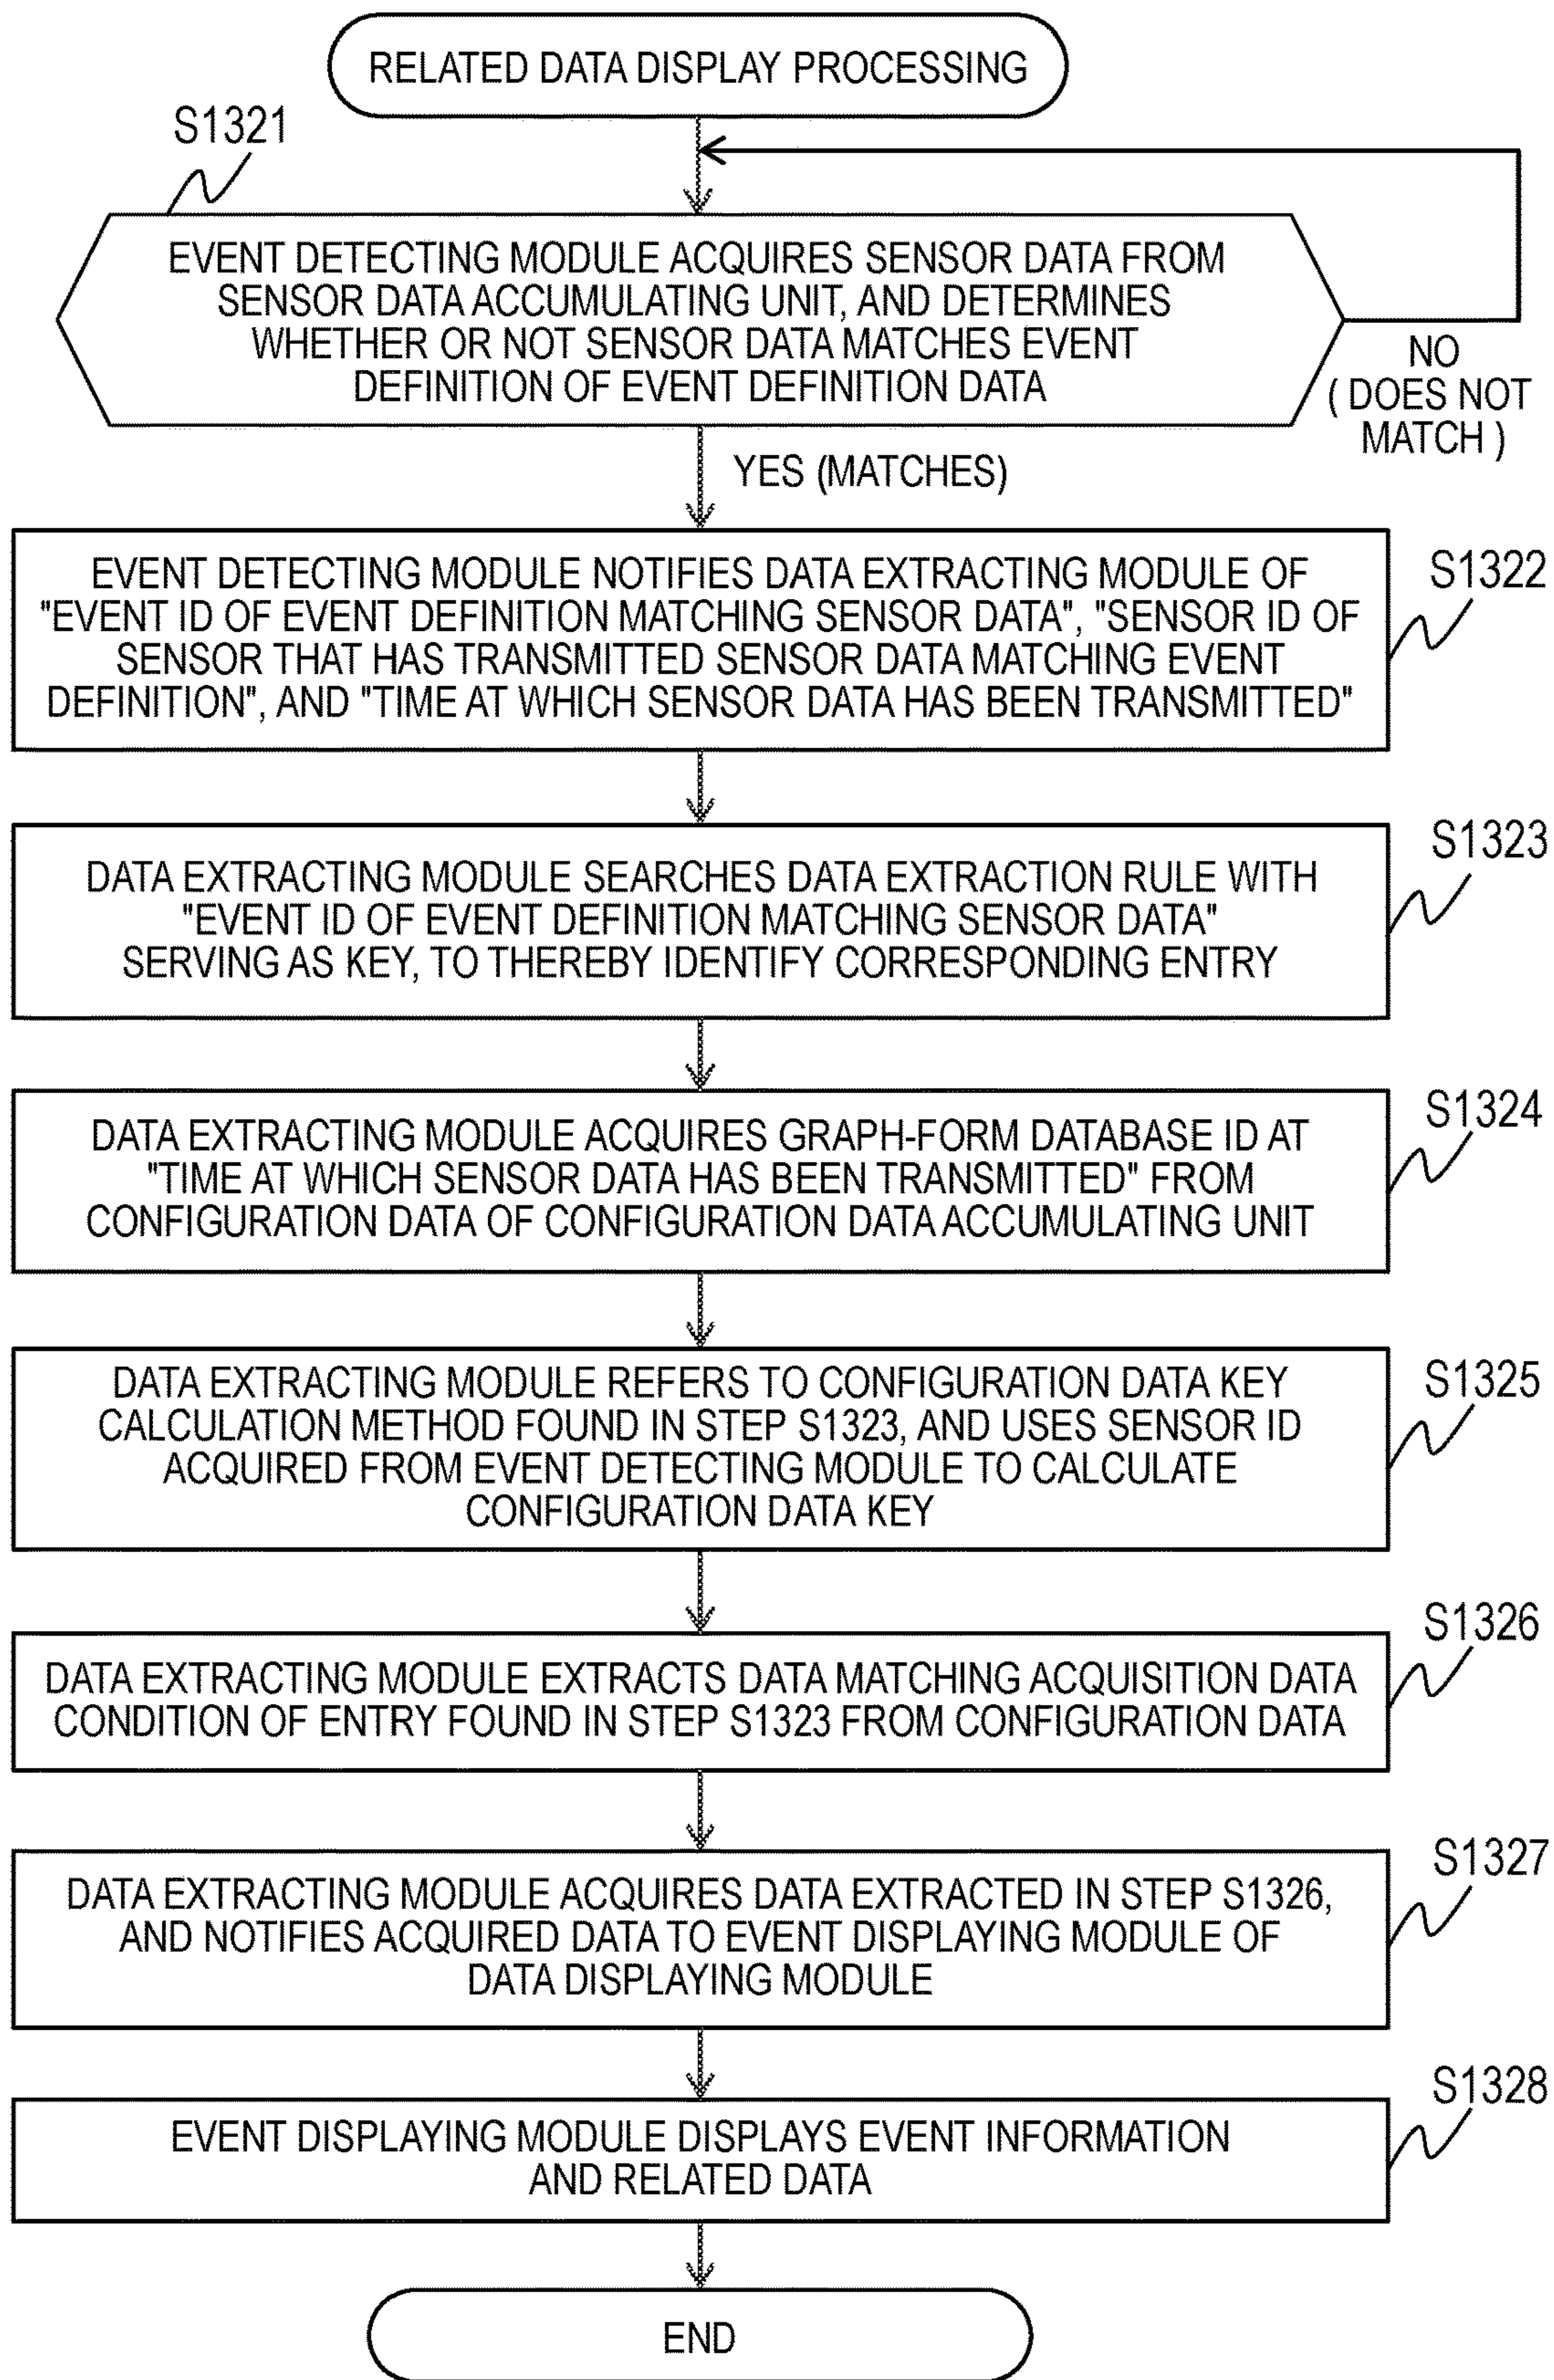 RELATED DATA DISPLAY PROCESSING
S1321
EVENT DETECTING MODULE ACQUIRES SENSOR DATA FROM
SENSOR DATA ACCUMULATING UNIT, AND DETERMINES
WHETHER OR NOT SENSOR DATA MATCHES EVENT
DEFINITION OF EVENT DEFINITION DATA
NO
( DOES NOT
MATCH )
YES (MATCHES)
S1322
EVENT DETECTING MODULE NOTIFIES DATA EXTRACTING MODULE OF
"EVENT ID OF EVENT DEFINITION MATCHING SENSOR DATA", "SENSOR ID OF
SENSOR THAT HAS TRANSMITTED SENSOR DATA MATCHING EVENT
DEFINITION", AND "TIME AT WHICH SENSOR DATA HAS BEEN TRANSMITTED"
S1323
DATA EXTRACTING MODULE SEARCHES DATA EXTRACTION RULE WITH
"EVENT ID OF EVENT DEFINITION MATCHING SENSOR DATA"
SERVING AS KEY, TO THEREBY IDENTIFY CORRESPONDING ENTRY
S1324
DATA EXTRACTING MODULE ACQUIRES GRAPH-FORM DATABASE ID AT
"TIME AT WHICH SENSOR DATA HAS BEEN TRANSMITTED" FROM
CONFIGURATION DATA OF CONFIGURATION DATA ACCUMULATING UNIT
S1325
DATA EXTRACTING MODULE REFERS TO CONFIGURATION DATA KEY
CALCULATION METHOD FOUND IN STEP S1323, AND USES SENSOR ID
ACQUIRED FROM EVENT DETECTING MODULE TO CALCULATE
CONFIGURATION DATA KEY
S1326
DATA EXTRACTING MODULE EXTRACTS DATA MATCHING ACQUISITION DATA
CONDITION OF ENTRY FOUND IN STEP S1323 FROM CONFIGURATION DATA
S1327
DATA EXTRACTING MODULE ACQUIRES DATA EXTRACTED IN STEP S1326,
AND NOTIFIES ACQUIRED DATA TO EVENT DISPLAYING MODULE OF
DATA DISPLAYING MODULE
S1328
EVENT DISPLAYING MODULE DISPLAYS EVENT INFORMATION
AND RELATED DATA
END